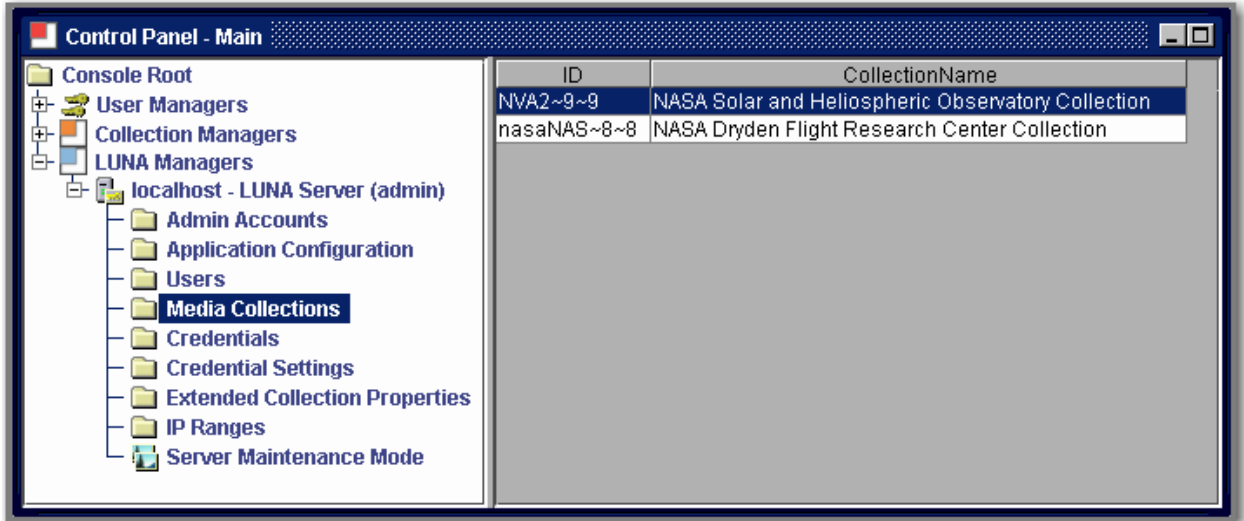 Control Panel - Main
Console Root
User Managers
Collection Managers
LUNA Managers
localhost - LUNA Server (admin)
Admin Accounts
Application Configuration
Users
Media Collections
Credentials
Credential Settings
Extended Collection Properties
IP Ranges
Server Maintenance Mode
ID CollectionName
NVA2~9~9 NASA Solar and Heliospheric Observatory Collection
nasaNAS~8~8 NASA Dryden Flight Research Center Collection